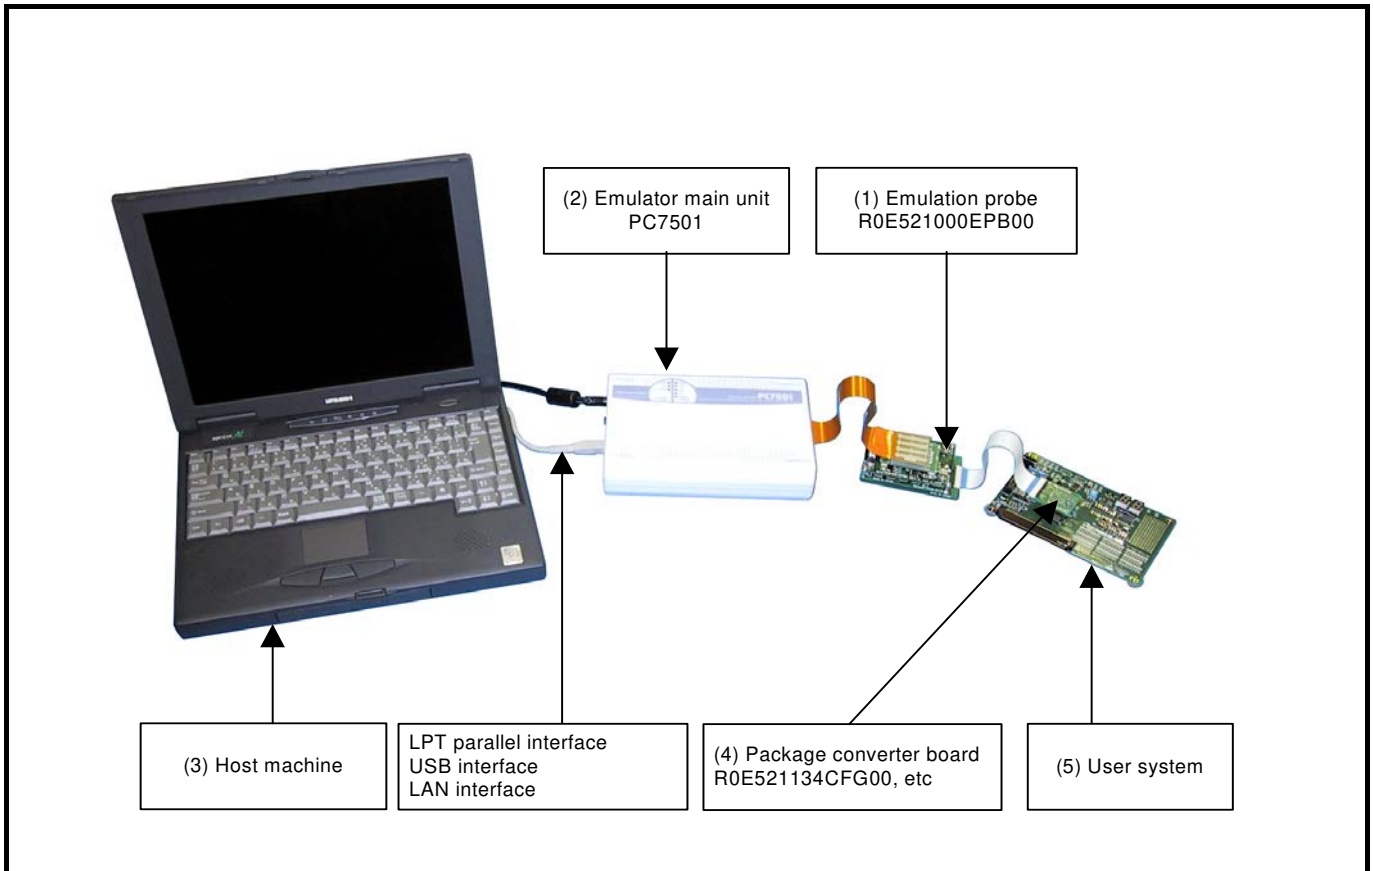 (2) Emulator main unit
PC7501
(1) Emulation probe
R0E521000EPB00
PC7501
(3) Host machine
LPT parallel interface
USB interface
LAN interface
(4) Package converter board
R0E521134CFG00, etc
(5) User system